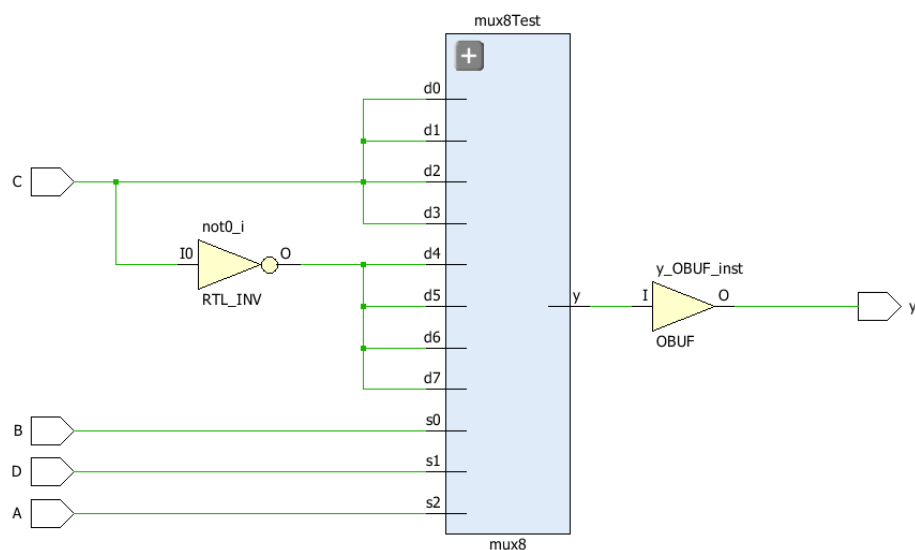 mux8Test
+
d0
d1
d2
C
d3
not0_i
I0
O
d4
RTL_INV
d5
y
y_OBUF_inst
I
O
y
OBUF
d6
d7
B
s0
D
s1
A
s2
mux8